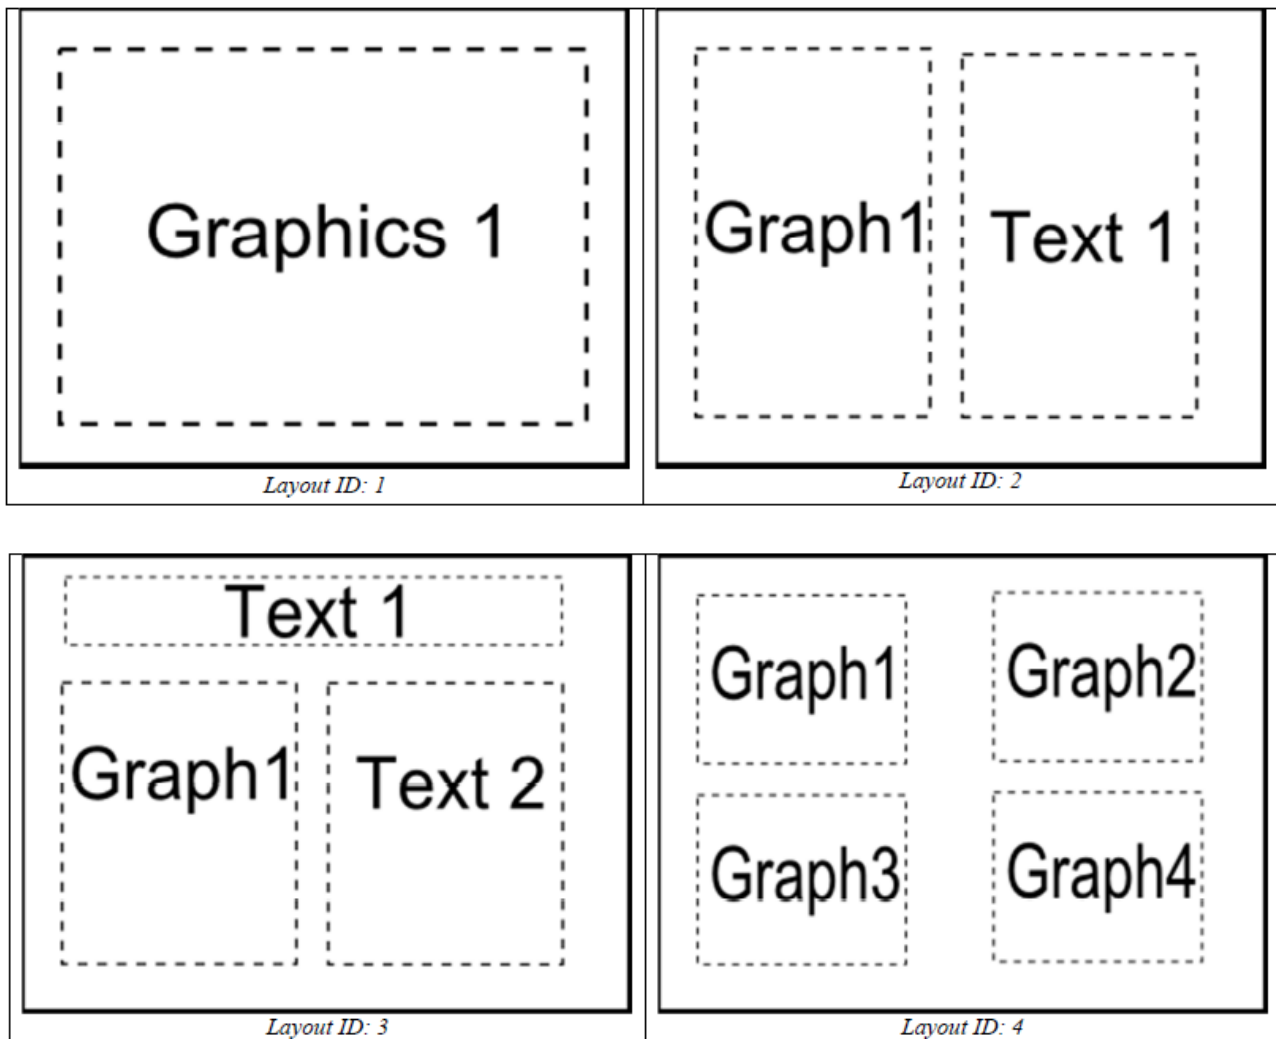 Graphics 1
Layout ID: 1
Graph1
Text 1
Layout ID: 2
Text 1
Graph1
Text 2
Layout ID: 3
Graph1
Graph2
Graph3
Graph4
Layout ID: 4